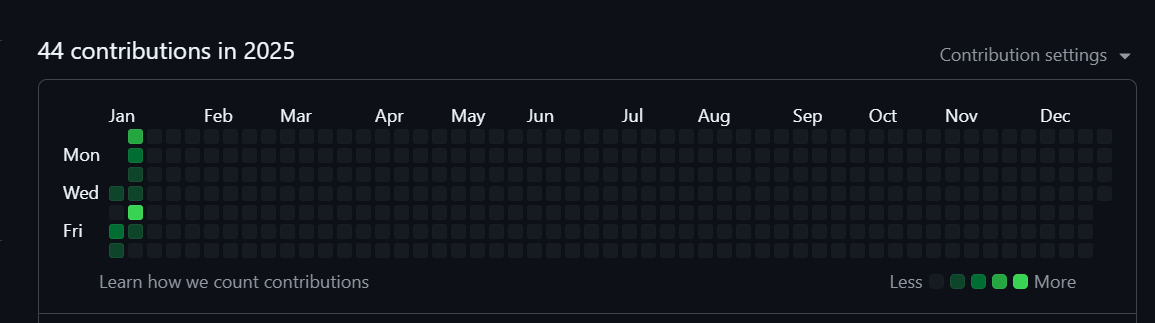 44 contributions in 2025
Contribution settings
Jan Feb Mar Apr May Jun Jul Aug Sep Oct Nov Dec
Mon
Wed
Fri
Learn how we count contributions
Less More